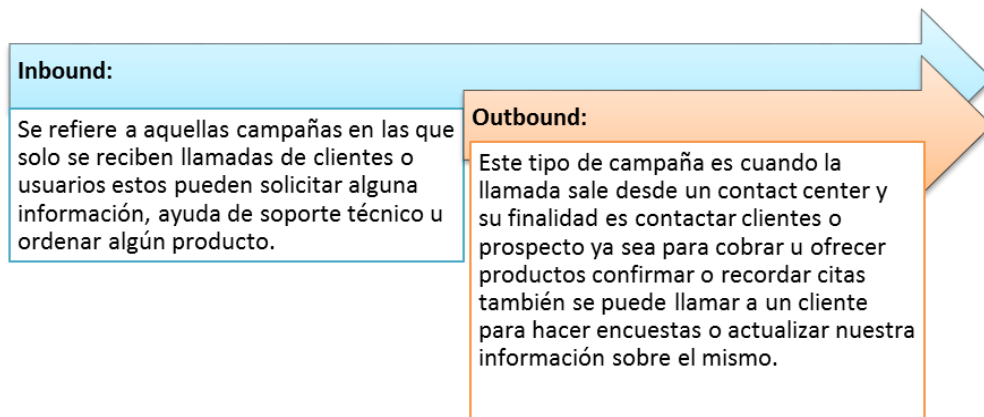 Inbound:
Se refiere a aquellas campañas en las que
solo se reciben llamadas de clientes o
usuarios estos pueden solicitar alguna
información, ayuda de soporte técnico u
ordenar algún producto.
Outbound:
Este tipo de campaña es cuando la
llamada sale desde un contact center y
su finalidad es contactar clientes o
prospecto ya sea para cobrar u ofrecer
productos confirmar o recordar citas
también se puede llamar a un cliente
para hacer encuestas o actualizar nuestra
información sobre el mismo.